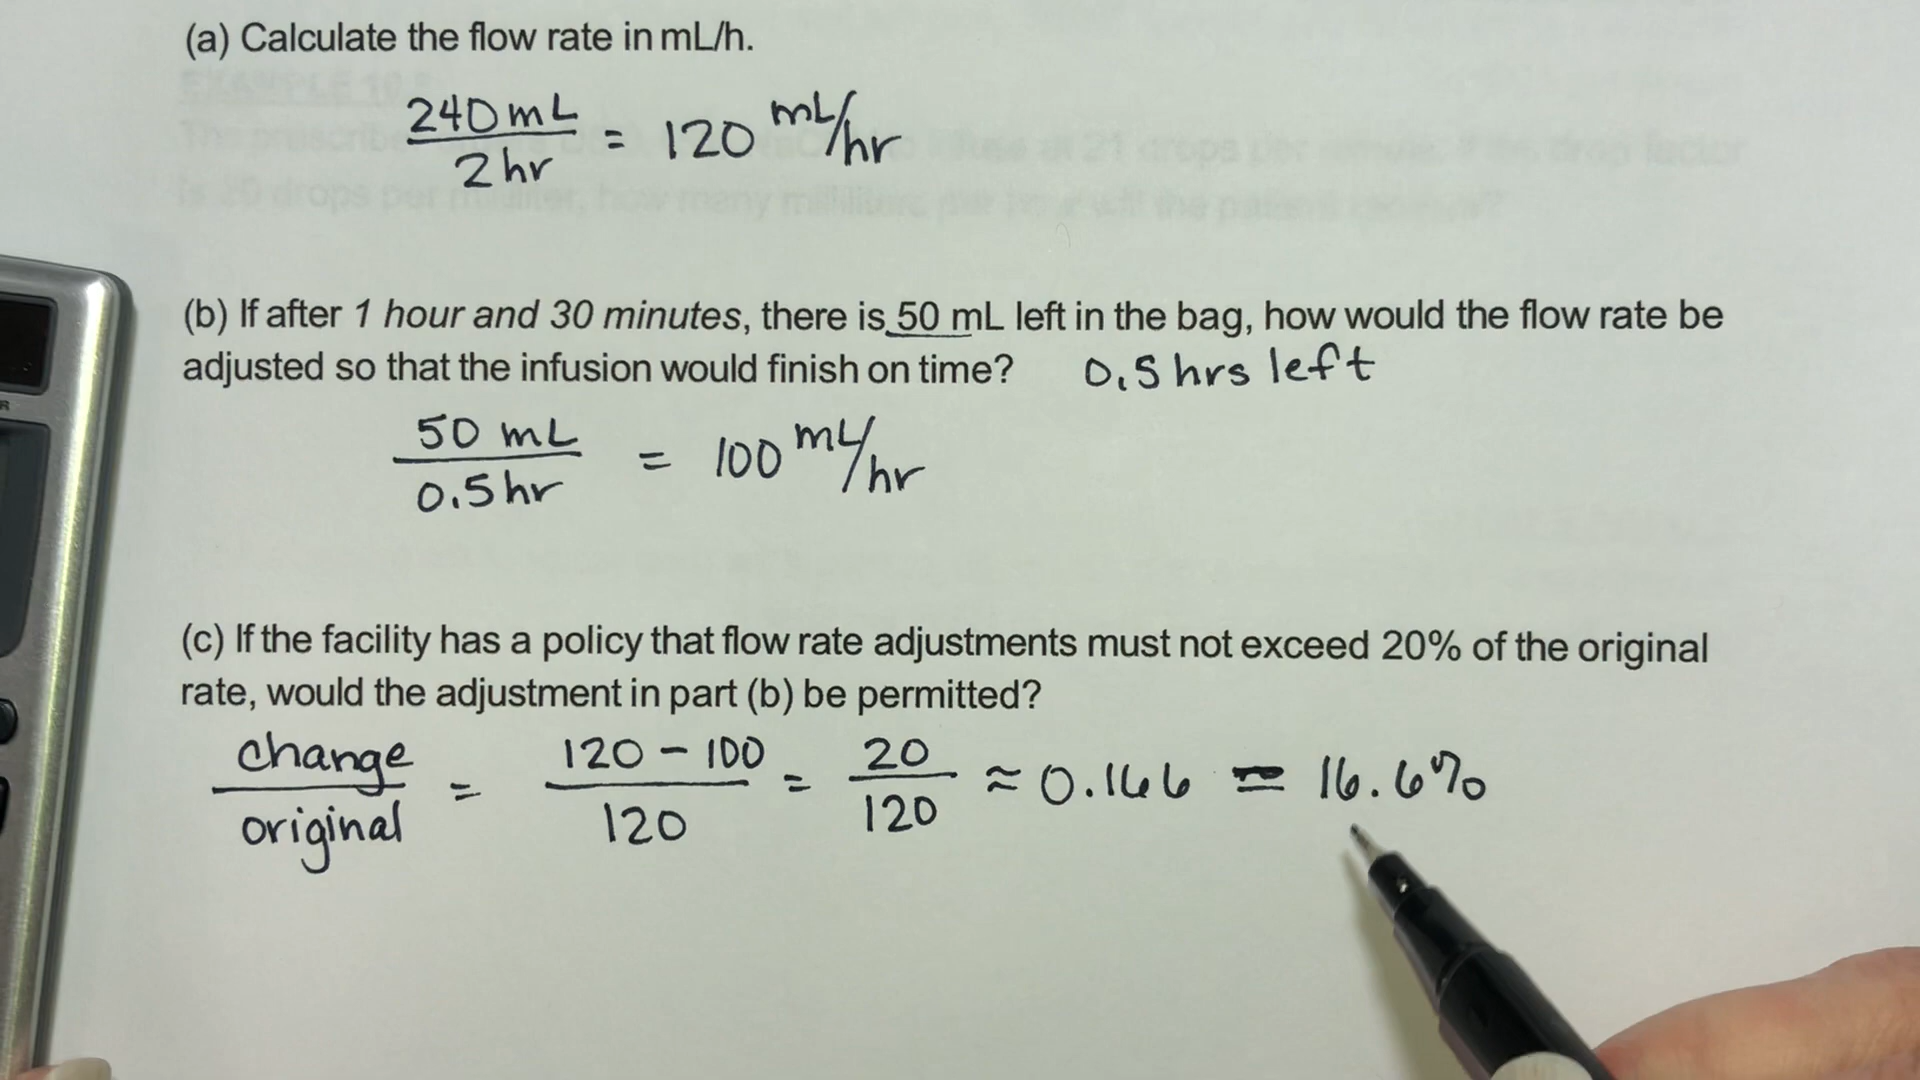 (a) Calculate the flow rate in mL/h.
240 mL / 2 hr = 120 mL/hr
(b) If after 1 hour and 30 minutes, there is 50 mL left in the bag, how would the flow rate be
adjusted so that the infusion would finish on time? 0.5 hrs left
50 mL / 0.5 hr = 100 mL/hr
(c) If the facility has a policy that flow rate adjustments must not exceed 20% of the original
rate, would the adjustment in part (b) be permitted?
change / original = 120 - 100 / 120 = 20 / 120 ≈ 0.166 = 16.6%